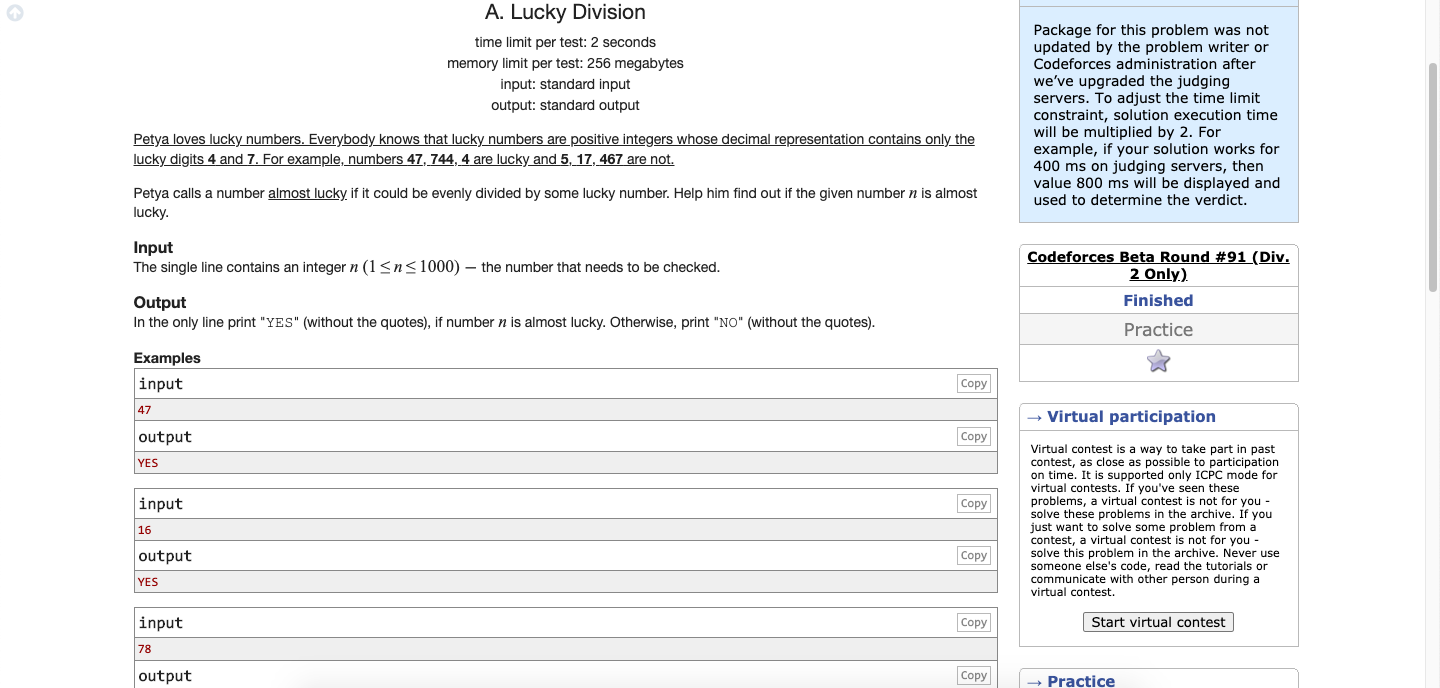 A. Lucky Division
time limit per test: 2 seconds
memory limit per test: 256 megabytes
input: standard input
output: standard output
Petya loves lucky numbers. Everybody knows that lucky numbers are positive integers whose decimal representation contains only the
lucky digits 4 and 7. For example, numbers 47, 744, 4 are lucky and 5, 17, 467 are not.
Petya calls a number almost lucky if it could be evenly divided by some lucky number. Help him find out if the given number n is almost
lucky.
Input
The single line contains an integer n (1 ≤ n ≤ 1000) — the number that needs to be checked.
Output
In the only line print "YES" (without the quotes), if number n is almost lucky. Otherwise, print "NO" (without the quotes).
Examples
input Copy
47
output Copy
YES
input Copy
16
output Copy
YES
input Copy
78
output Copy
Package for this problem was not
updated by the problem writer or
Codeforces administration after
we’ve upgraded the judging
servers. To adjust the time limit
constraint, solution execution time
will be multiplied by 2. For
example, if your solution works for
400 ms on judging servers, then
value 800 ms will be displayed and
used to determine the verdict.
Codeforces Beta Round #91 (Div.
2 Only)
Finished
Practice
→ Virtual participation
Virtual contest is a way to take part in past
contest, as close as possible to participation
on time. It is supported only ICPC mode for
virtual contests. If you've seen these
problems, a virtual contest is not for you -
solve these problems in the archive. If you
just want to solve some problem from a
contest, a virtual contest is not for you -
solve this problem in the archive. Never use
someone else's code, read the tutorials or
communicate with other person during a
virtual contest.
Start virtual contest
→ Practice